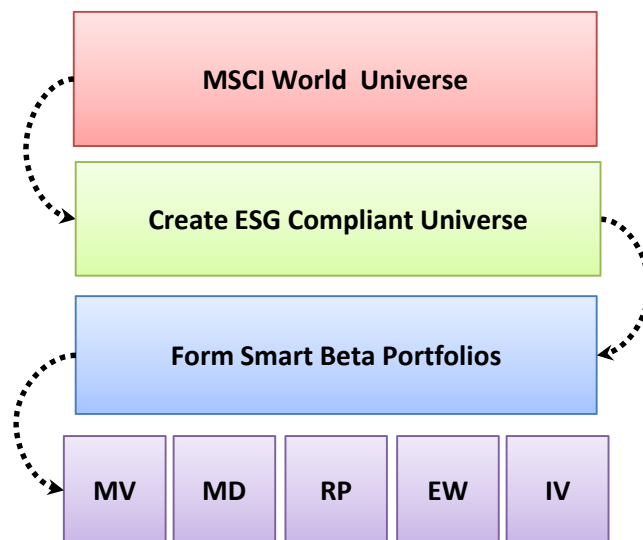 MSCI World  Universe
Create ESG Compliant Universe
Form Smart Beta Portfolios
MV MD RP EW IV